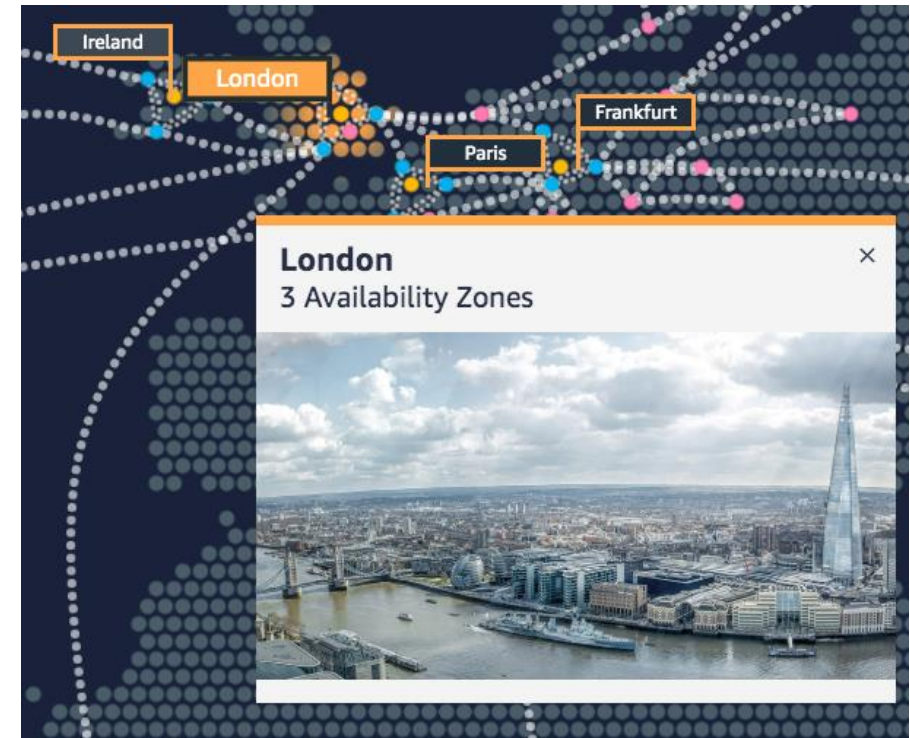 Ireland
London
Frankfurt
Paris
London
3 Availability Zones